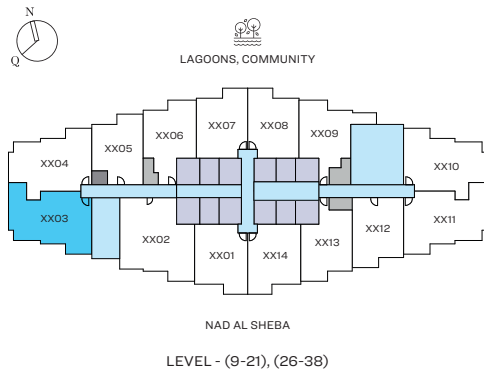 N
Q
LAGOONS, COMMUNITY
XX07 XX08
XX06 XX09
XX05
XX04 XX10
XX03 XX11
XX02 XX12
XX01 XX14 XX13
NAD AL SHEBA
LEVEL - (9-21), (26-38)